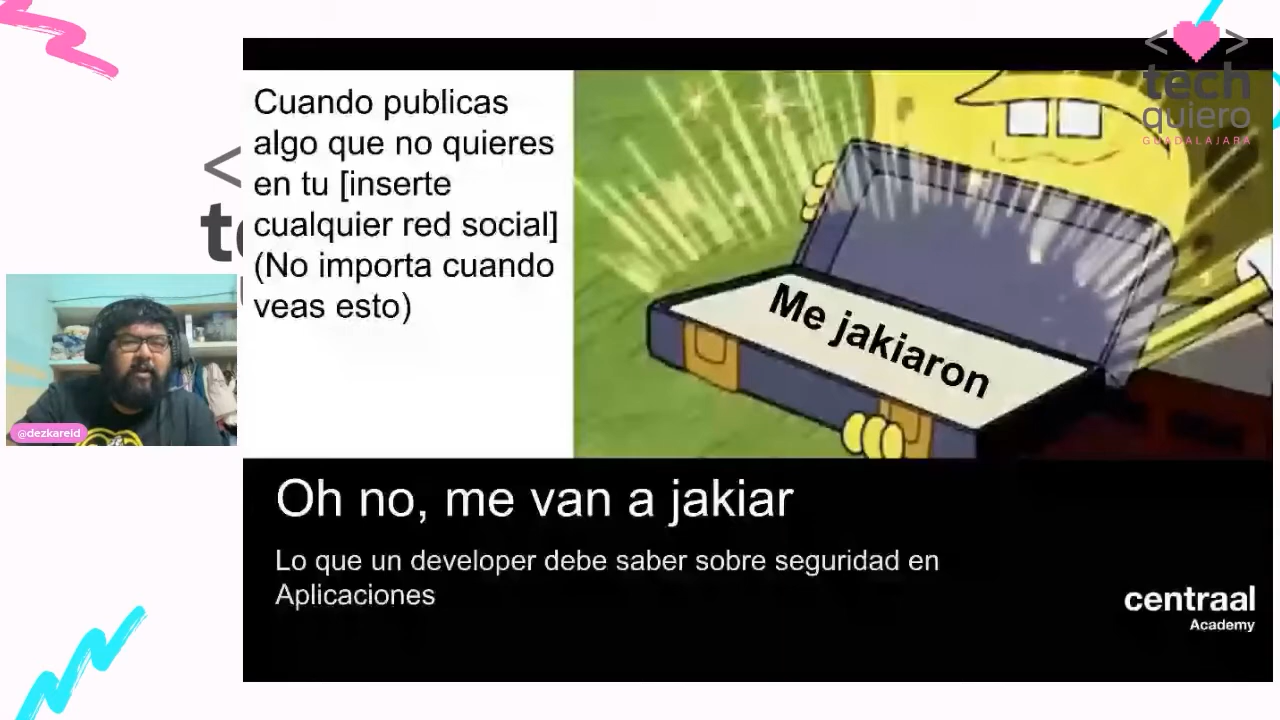 Cuando publicas
algo que no quieres
en tu [inserte
cualquier red social]
(No importa cuando
veas esto)
Me jakiaron
< >
tech
quiero
GUADALAJARA
<
@dezkareid
Oh no, me van a jakiar
Lo que un developer debe saber sobre seguridad en
Aplicaciones
centraal
Academy